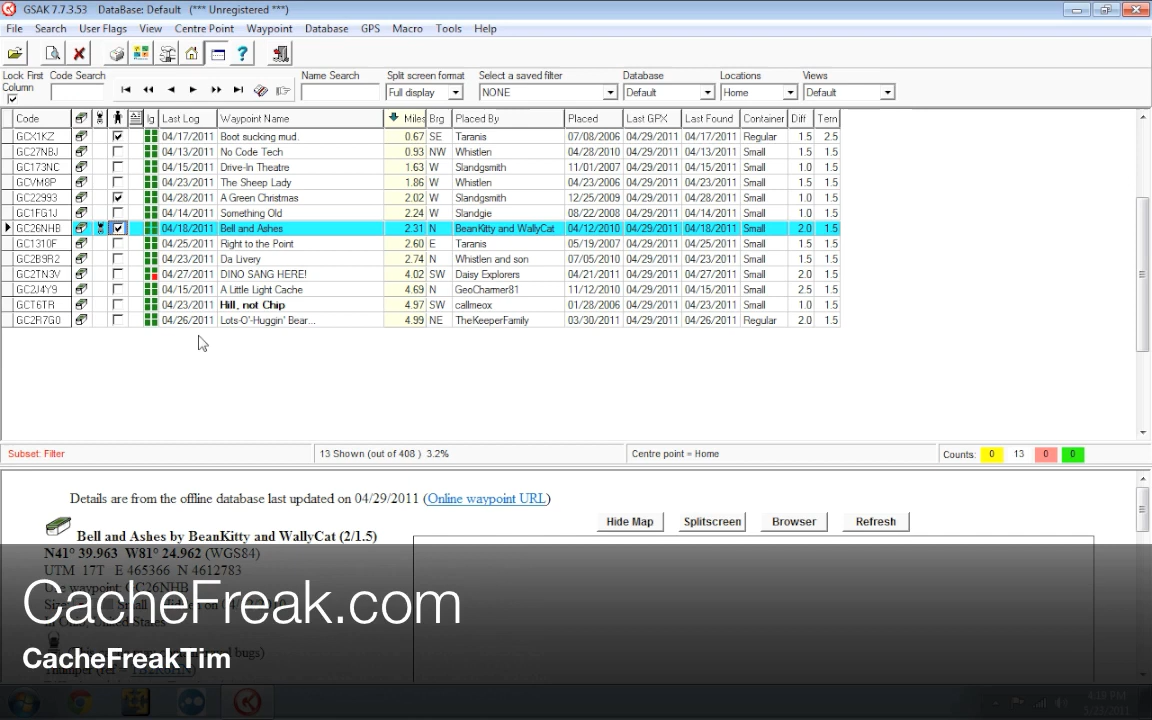 GSAK 7.7.3.53 DataBase: Default (*** Unregistered ***)
File Search User Flags View Centre Point Waypoint Database GPS Macro Tools Help
Lock First Column Code Search Name Search Split screen format Select a saved filter Database Locations Views
Full display NONE Default Home Default
Code Ig Last Log Waypoint Name Miles Brg Placed By Placed Last GPX Last Found Container Diff Terr
GCX1KZ 04/17/2011 Boot sucking mud. 0.67 SE Taranis 07/08/2006 04/29/2011 04/17/2011 Regular 1.5 2.5
GC27NBJ 04/13/2011 No Code Tech 0.93 NW Whistlen 04/28/2010 04/29/2011 04/13/2011 Small 1.5 1.5
GC173NC 04/15/2011 Drive-In Theatre 1.63 W Slandgsmith 11/01/2007 04/29/2011 04/15/2011 Small 1.0 1.5
GCVM8P 04/23/2011 The Sheep Lady 1.86 W Whistlen 04/23/2006 04/29/2011 04/23/2011 Small 1.5 1.5
GC22993 04/28/2011 A Green Christmas 2.02 W Slandgsmith 12/25/2009 04/29/2011 04/28/2011 Small 1.0 1.5
GC1FG1J 04/14/2011 Something Old 2.24 W Slandgie 08/22/2008 04/29/2011 04/14/2011 Small 1.0 1.5
GC26NHB 04/18/2011 Bell and Ashes 2.31 N BeanKitty and WallyCat 04/12/2010 04/29/2011 04/18/2011 Small 2.0 1.5
GC1310F 04/25/2011 Right to the Point 2.60 E Taranis 05/19/2007 04/29/2011 04/25/2011 Small 1.5 1.5
GC2B9R2 04/23/2011 Da Livery 2.74 N Whistlen and son 07/05/2010 04/29/2011 04/23/2011 Small 1.5 1.5
GC2TN3V 04/27/2011 DINO SANG HERE! 4.02 SW Daisy Explorers 04/21/2011 04/29/2011 04/27/2011 Small 2.0 1.5
GC2J4Y9 04/15/2011 A Little Light Cache 4.69 N GeoCharmer81 11/12/2010 04/29/2011 04/15/2011 Small 2.5 1.5
GCT6TR 04/23/2011 Hill, not Chip 4.97 SW callmeox 01/28/2006 04/29/2011 04/23/2011 Small 1.0 1.5
GC2R7G0 04/26/2011 Lots-O'-Huggin' Bear... 4.99 NE TheKeeperFamily 03/30/2011 04/29/2011 04/26/2011 Regular 2.0 1.5
Subset: Filter 13 Shown (out of 408 ) 3.2% Centre point = Home Counts: 0 13 0 0
Details are from the offline database last updated on 04/29/2011 (Online waypoint URL)
Hide Map Splitscreen Browser Refresh
Bell and Ashes by BeanKitty and WallyCat (2/1.5)
N41° 39.963 W81° 24.962 (WGS84)
UTM 17T E 465366 N 4612783
Use waypoint: GC26NHB
CacheFreak.com
CacheFreakTim